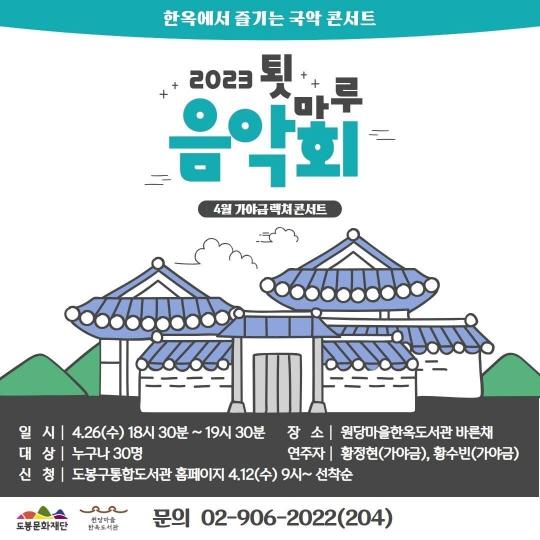 한옥에서 즐기는 국악 콘서트
2023 툇마루
음악회
4월 가야금 렉쳐 콘서트
일 시 | 4.26(수) 18시 30분 ~ 19시 30분 장 소 | 원당마을한옥도서관 바른채
대 상 | 누구나 30명 연주자 | 황정현(가야금), 황수빈(가야금)
신 청 | 도봉구통합도서관 홈페이지 4.12(수) 9시~ 선착순
도봉문화재단
원당마을
한옥도서관
문의 02-906-2022(204)